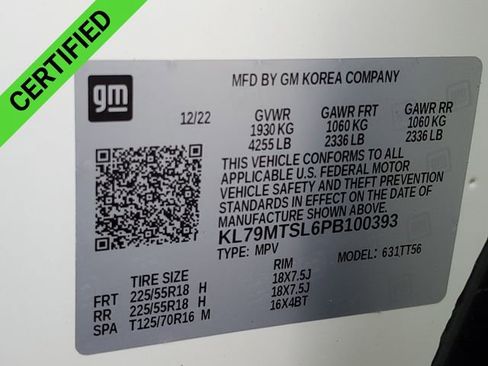 CERTIFIED
gm
MFD BY GM KOREA COMPANY
12/22 GVWR GAWR FRT GAWR RR
1930 KG 1060 KG 1060 KG
4255 LB 2336 LB 2336 LB
THIS VEHICLE CONFORMS TO ALL
APPLICABLE U.S. FEDERAL MOTOR
VEHICLE SAFETY AND THEFT PREVENTION
STANDARDS IN EFFECT ON THE DATE OF
MANUFACTURE SHOWN ABOVE.
KL79MTSL6PB100393
TYPE: MPV MODEL: 631TT56
TIRE SIZE RIM
FRT 225/55R18 H 18X7.5J
RR 225/55R18 H 18X7.5J
SPA T125/70R16 M 16X4BT